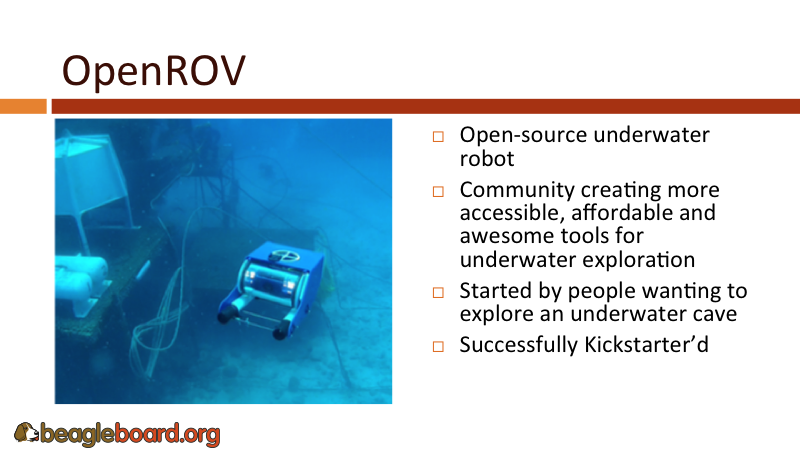 OpenROV
Open-source underwater
robot
Community creating more
accessible, affordable and
awesome tools for
underwater exploration
Started by people wanting to
explore an underwater cave
Successfully Kickstarter’d
beagleboard.org